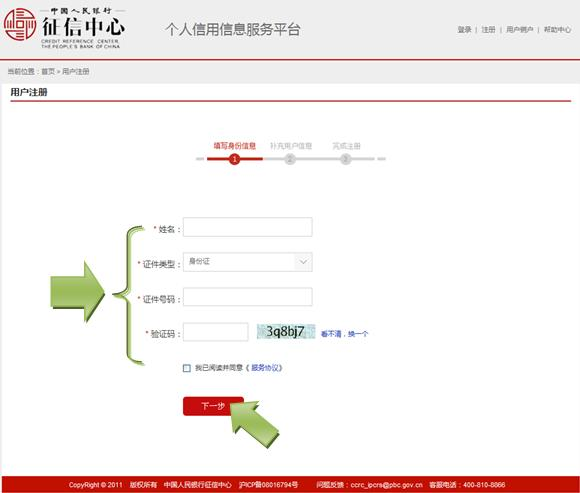 中国人民银行
征信中心
CREDIT REFERENCE CENTER,
THE PEOPLE'S BANK OF CHINA
个人信用信息服务平台
登录 | 注册 | 用户销户 | 帮助中心
当前位置：首页 > 用户注册
用户注册
填写身份信息 补充用户信息 完成注册
1 2 3
* 姓名：
* 证件类型： 身份证
* 证件号码：
* 验证码： 3q8bj7 看不清，换一个
我已阅读并同意《 服务协议》
下一步
CopyRight © 2011 版权所有 中国人民银行征信中心 沪ICP备08016794号 问题反馈：ccrc_ipcrs@pbc.gov.cn 客服电话：400-810-8866